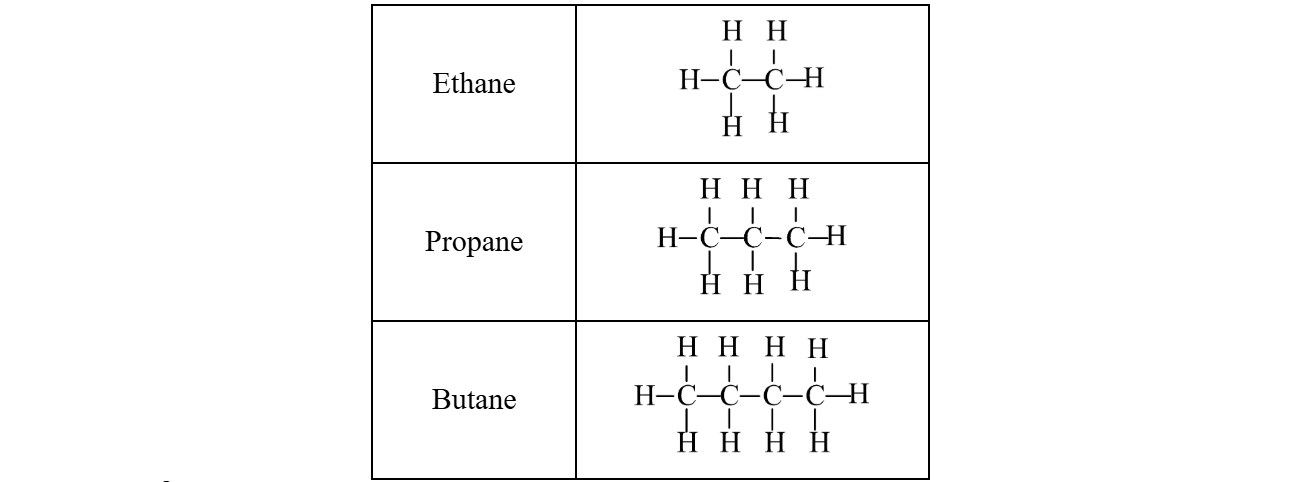 Ethane
H H
H–C–C–H
H H
Propane
H H H
H–C–C–C–H
H H H
Butane
H H H H
H–C–C–C–C–H
H H H H